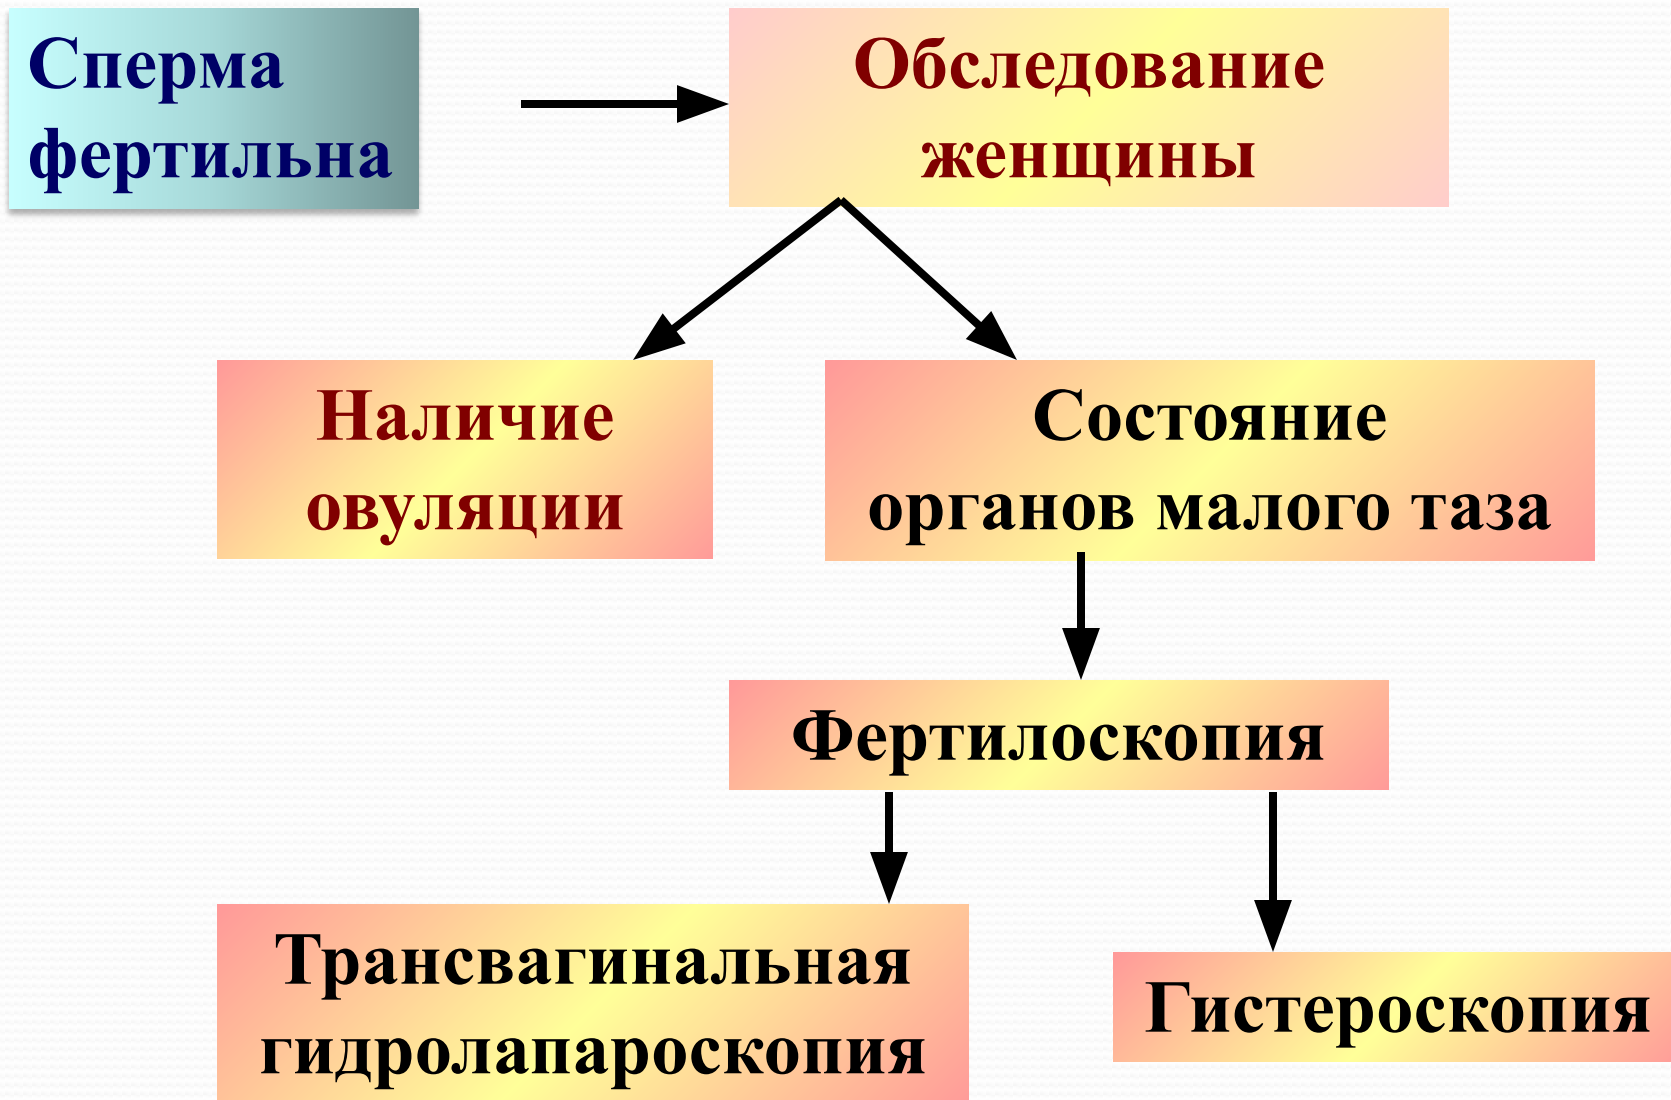 Сперма
фертильна
Обследование
женщины
Наличие
овуляции
Состояние
органов малого таза
Фертилоскопия
Трансвагинальная
гидролапароскопия
Гистероскопия